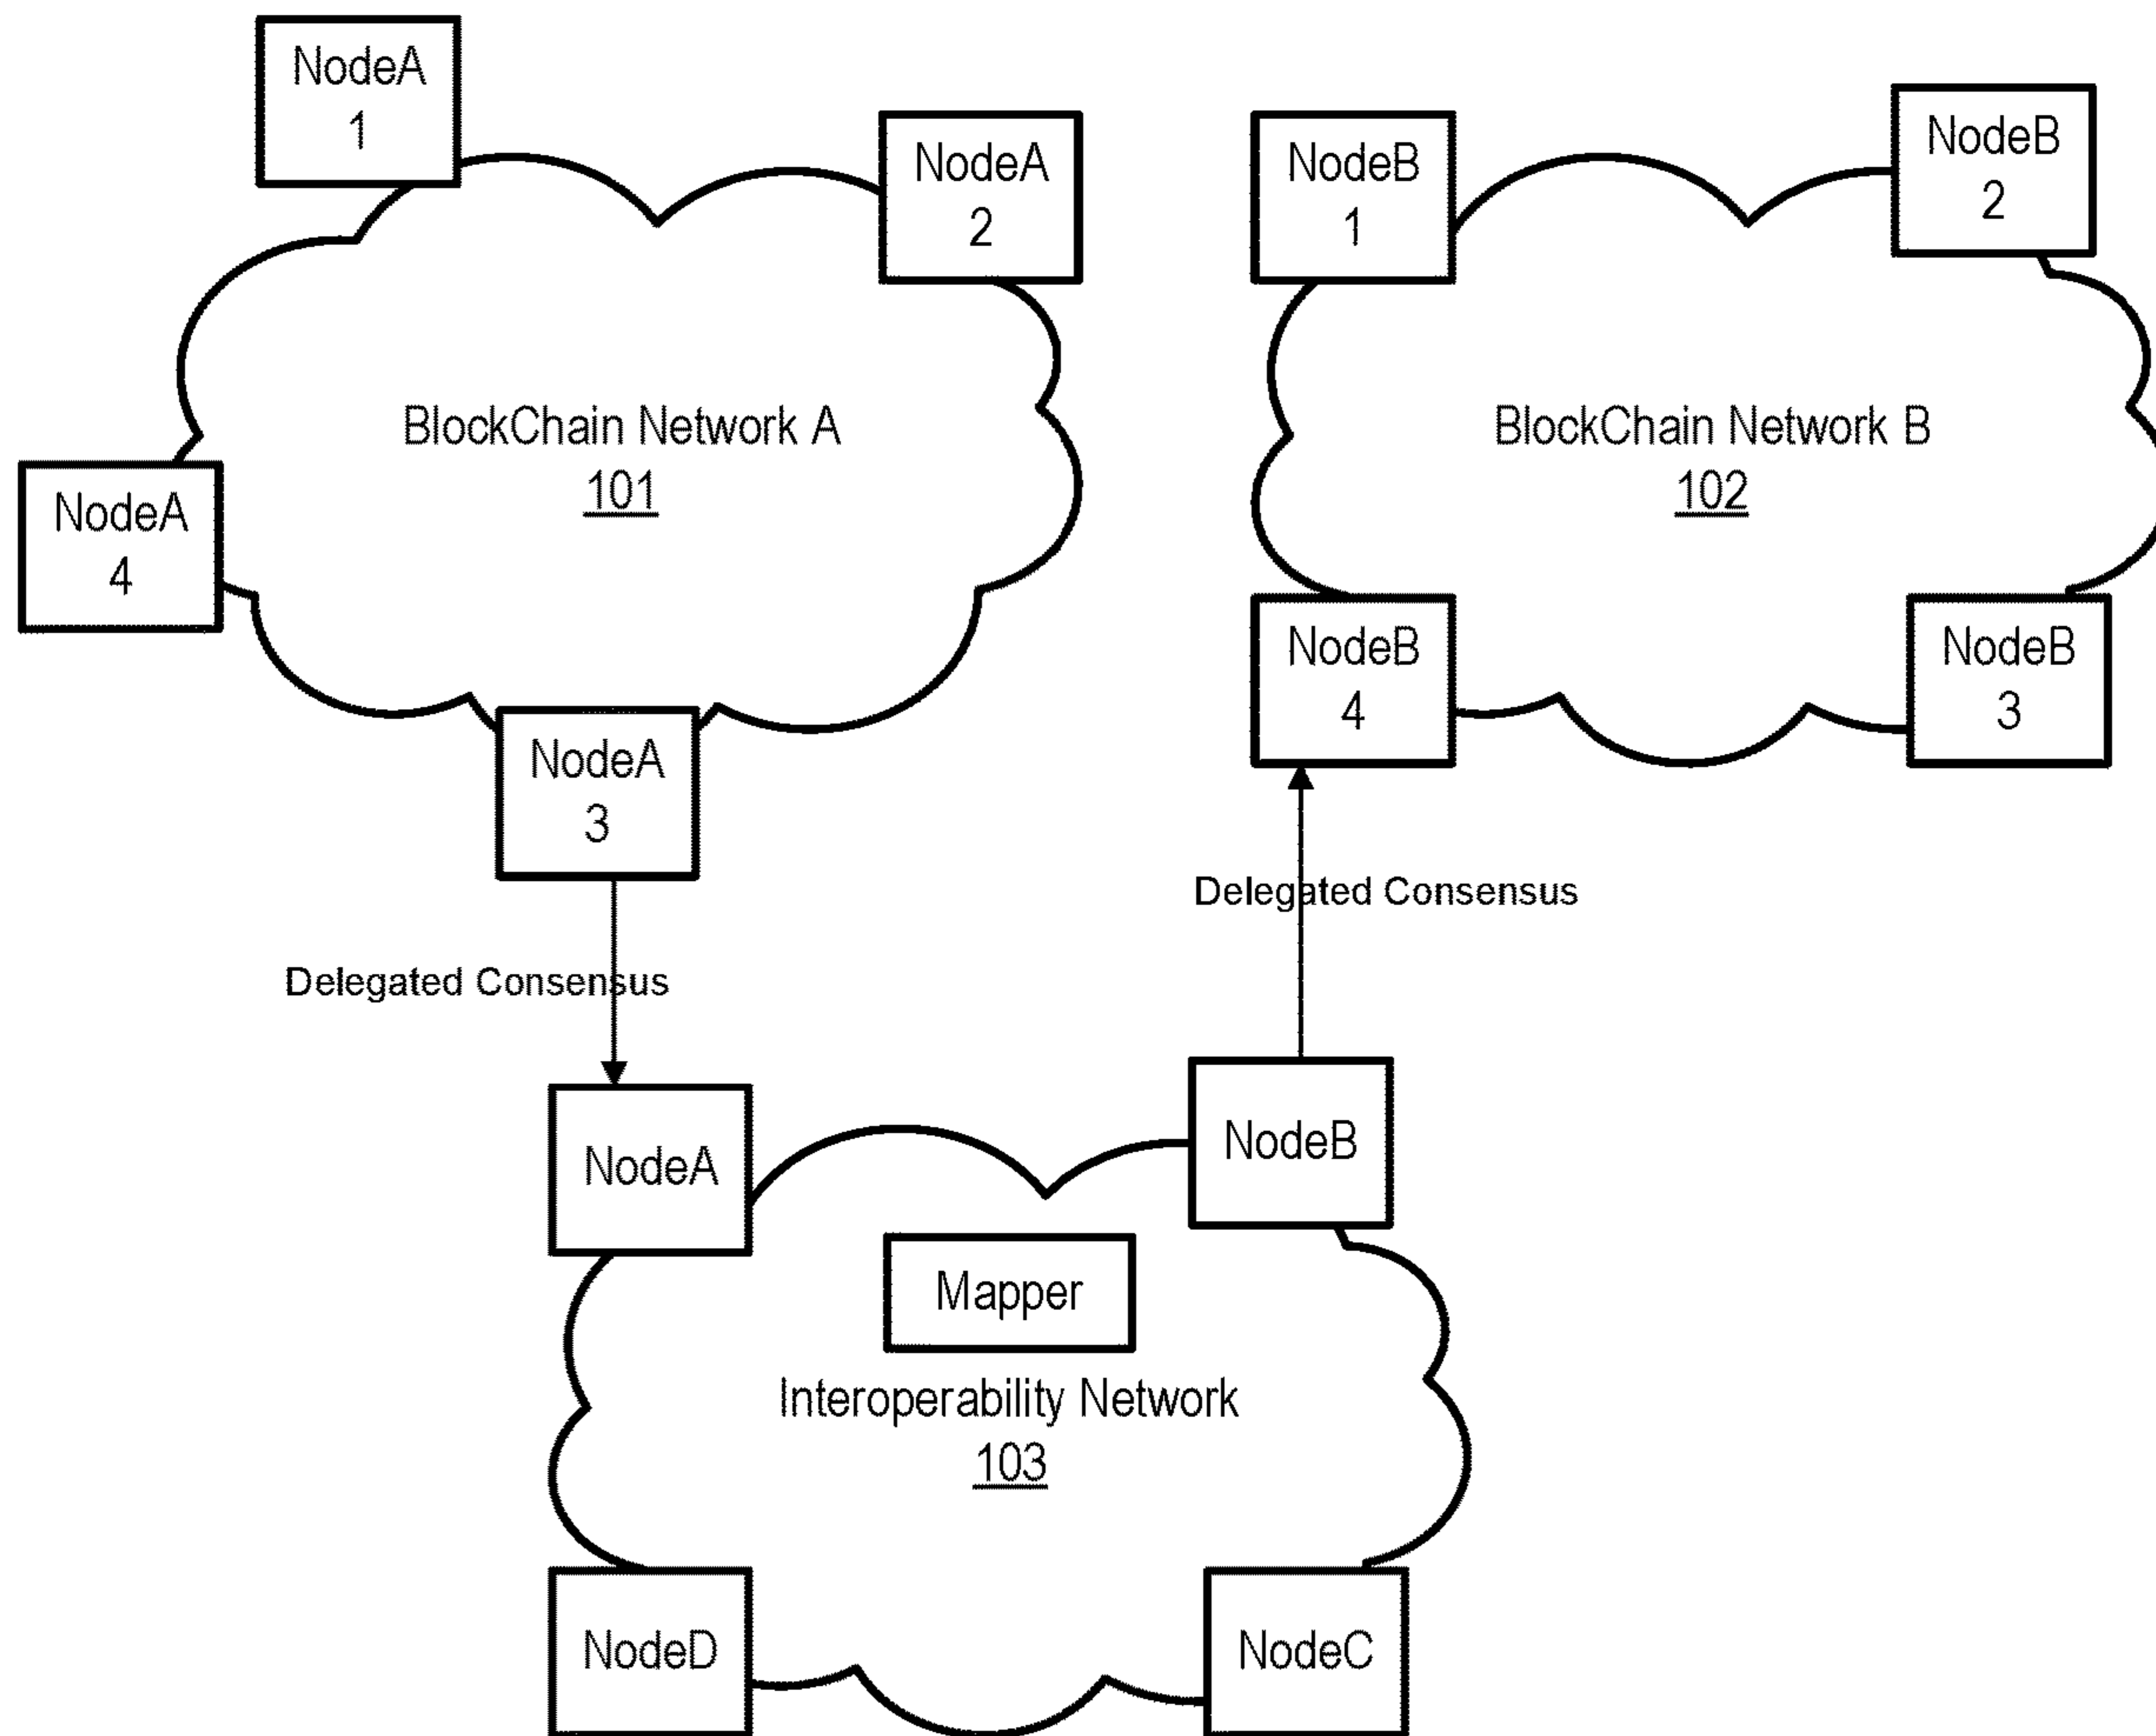 NodeA
1
NodeA
2
NodeB
1
NodeB
2
BlockChain Network A
101
BlockChain Network B
102
NodeA
4
NodeB
4
NodeB
3
NodeA
3
Delegated Consensus
Delegated Consensus
NodeA
NodeB
Mapper
Interoperability Network
103
NodeD
NodeC